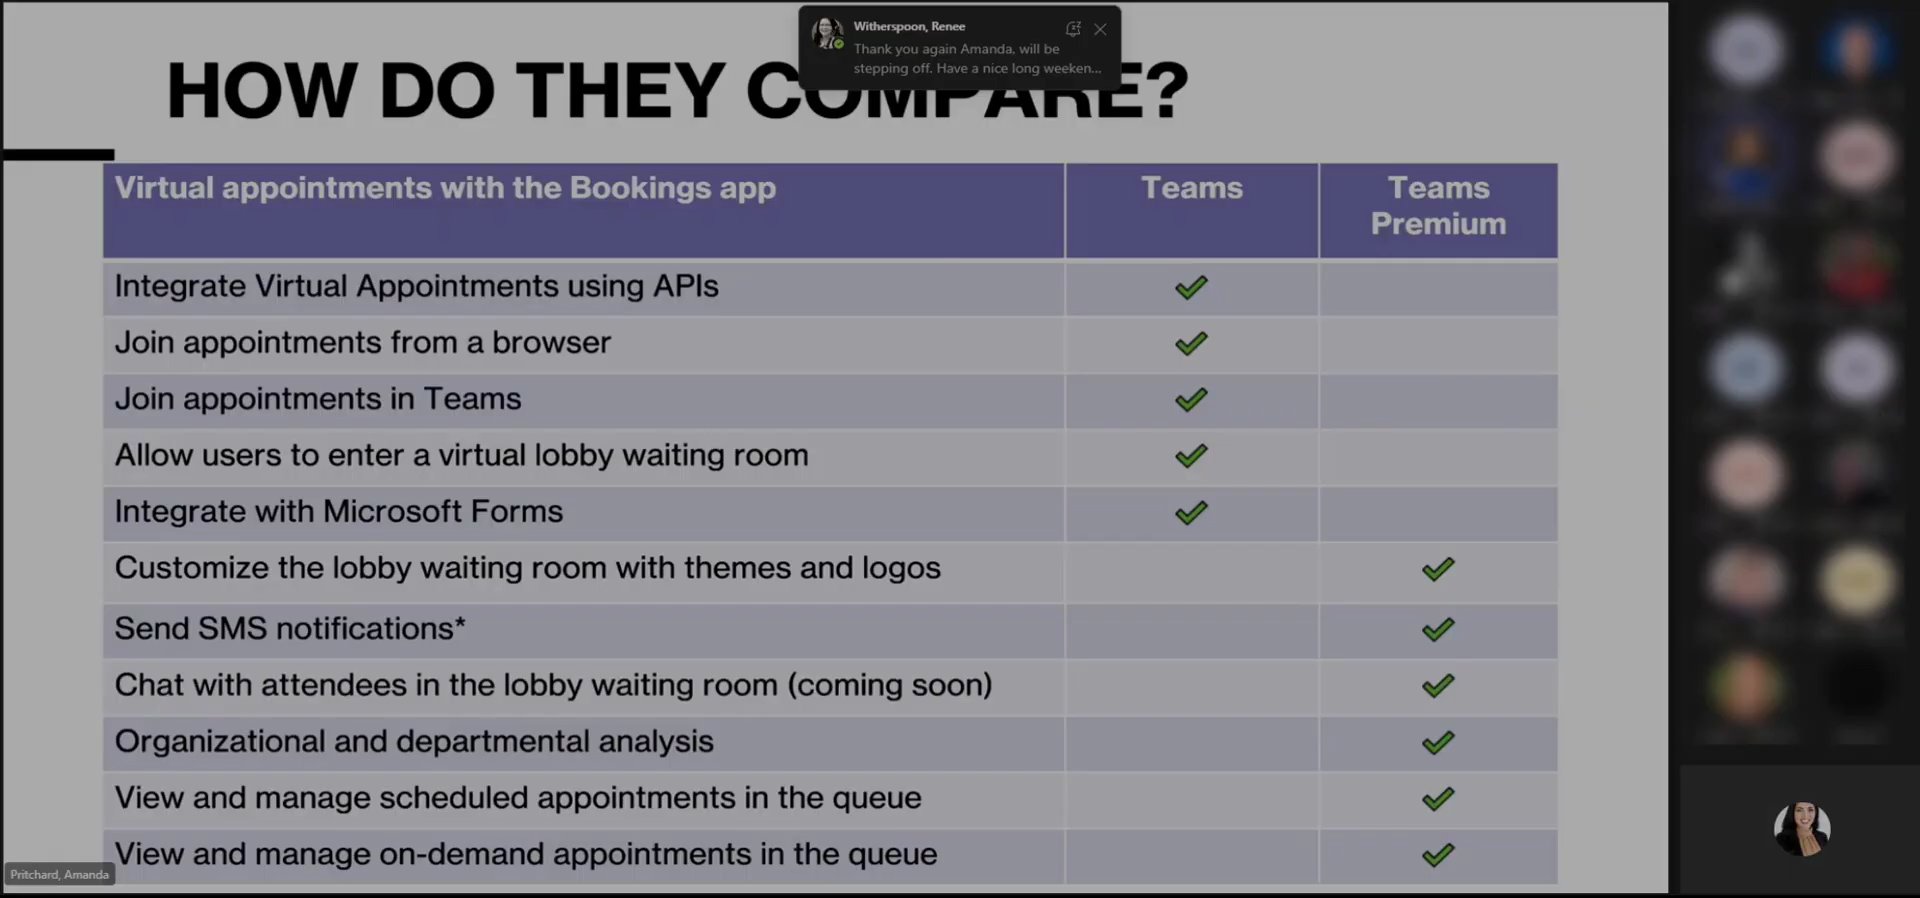 Witherspoon, Renee
Thank you again Amanda, will be
stepping off. Have a nice long weeken...
HOW DO THEY COMPARE?
Virtual appointments with the Bookings app
Teams
Teams
Premium
Integrate Virtual Appointments using APIs
Join appointments from a browser
Join appointments in Teams
Allow users to enter a virtual lobby waiting room
Integrate with Microsoft Forms
Customize the lobby waiting room with themes and logos
Send SMS notifications*
Chat with attendees in the lobby waiting room (coming soon)
Organizational and departmental analysis
View and manage scheduled appointments in the queue
View and manage on-demand appointments in the queue
Pritchard, Amanda